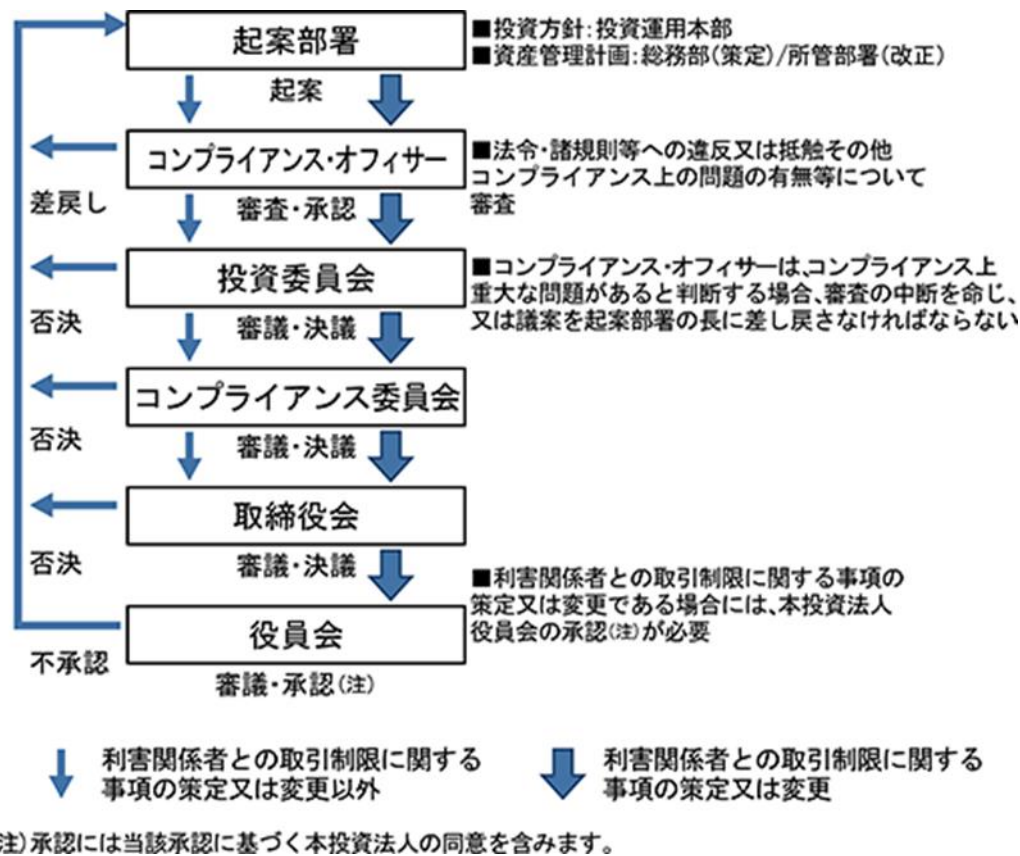 起案部署
■投資方針：投資運用本部
■資産管理計画：総務部（策定）/所管部署（改正）
起案
コンプライアンス・オフィサー
■法令・諸規則等への違反又は抵触その他
コンプライアンス上の問題の有無等について
審査
差戻し
審査・承認
投資委員会
■コンプライアンス・オフィサーは、コンプライアンス上
重大な問題があると判断する場合、審査の中断を命じ、
又は議案を起案部署の長に差し戻さなければならない
否決
審議・決議
コンプライアンス委員会
否決
審議・決議
取締役会
否決
審議・決議
■利害関係者との取引制限に関する事項の
策定又は変更である場合には、本投資法人
役員会の承認（注）が必要
役員会
不承認
審議・承認（注）
利害関係者との取引制限に関する
事項の策定又は変更以外
利害関係者との取引制限に関する
事項の策定又は変更
注）承認には当該承認に基づく本投資法人の同意を含みます。